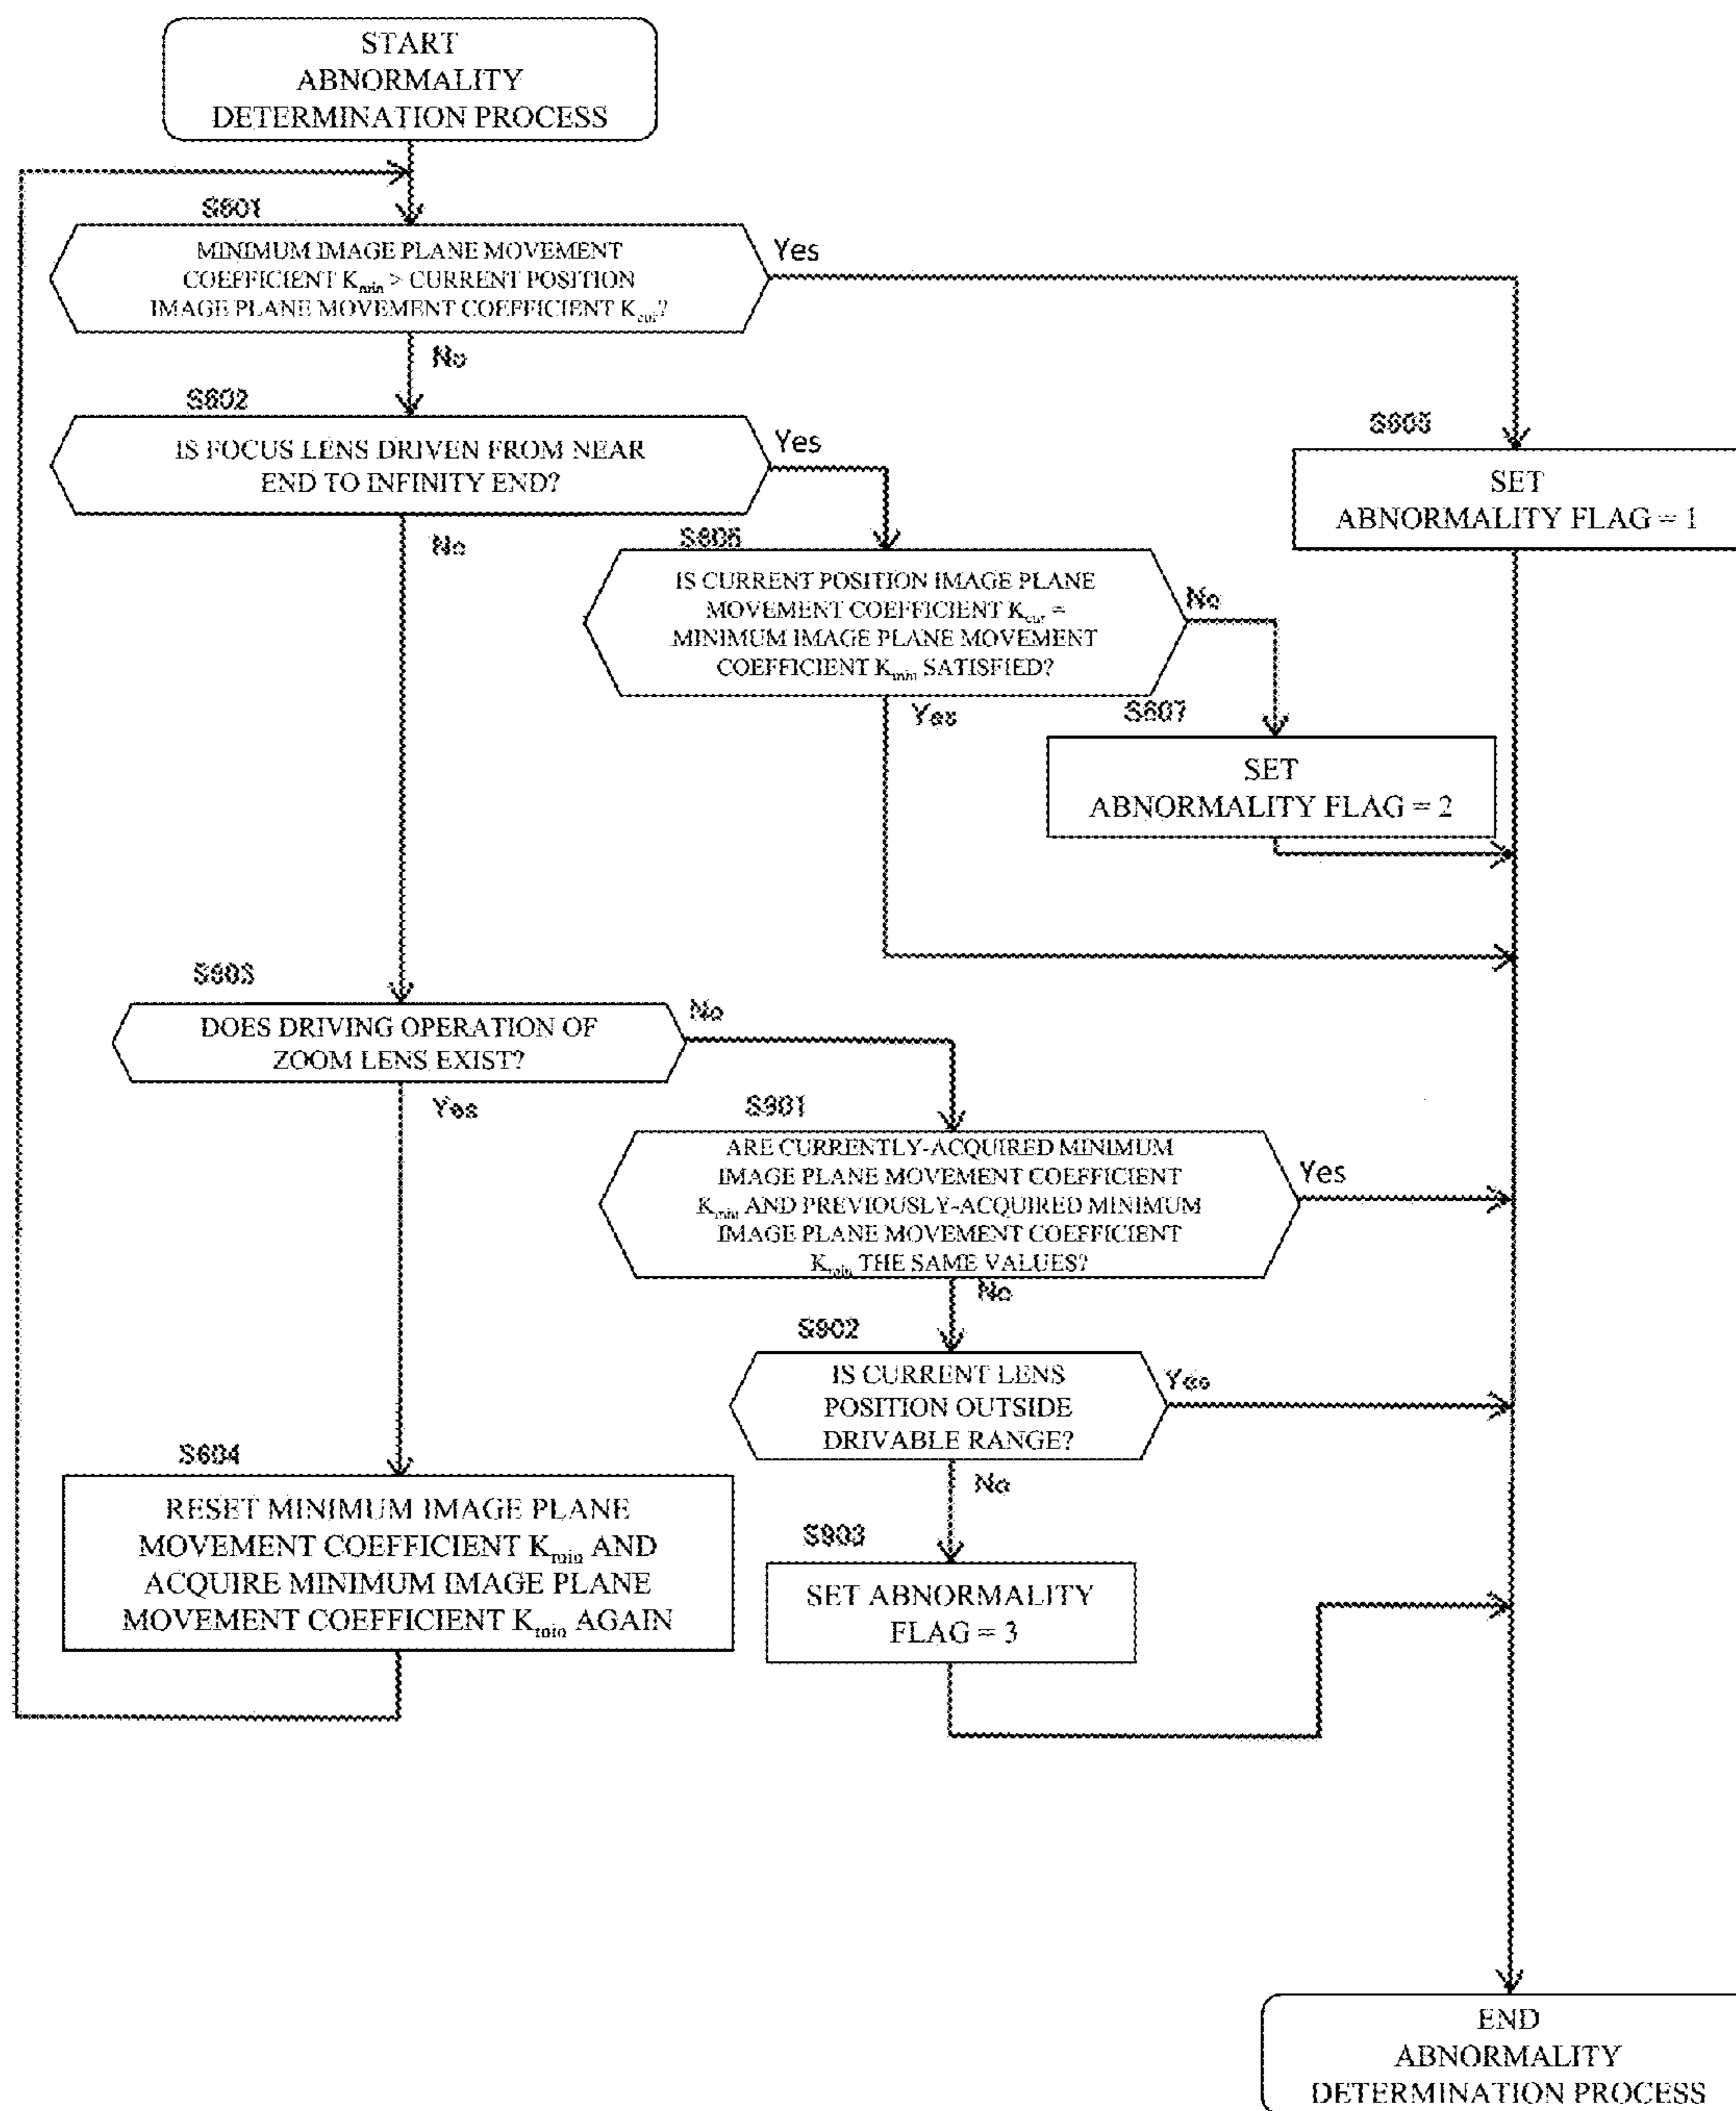 START
ABNORMALITY
DETERMINATION PROCESS
S601
MINIMUM IMAGE PLANE MOVEMENT
COEFFICIENT Kmin > CURRENT POSITION
IMAGE PLANE MOVEMENT COEFFICIENT Kcur?
Yes
No
S602
IS FOCUS LENS DRIVEN FROM NEAR
END TO INFINITY END?
Yes
No
S605
SET
ABNORMALITY FLAG = 1
S606
IS CURRENT POSITION IMAGE PLANE
MOVEMENT COEFFICIENT Kcur =
MINIMUM IMAGE PLANE MOVEMENT
COEFFICIENT Kmin SATISFIED?
No
Yes
S607
SET
ABNORMALITY FLAG = 2
S603
DOES DRIVING OPERATION OF
ZOOM LENS EXIST?
No
Yes
S901
ARE CURRENTLY-ACQUIRED MINIMUM
IMAGE PLANE MOVEMENT COEFFICIENT
Kmin AND PREVIOUSLY-ACQUIRED MINIMUM
IMAGE PLANE MOVEMENT COEFFICIENT
Kmin THE SAME VALUES?
Yes
No
S902
IS CURRENT LENS
POSITION OUTSIDE
DRIVABLE RANGE?
Yes
No
S604
RESET MINIMUM IMAGE PLANE
MOVEMENT COEFFICIENT Kmin AND
ACQUIRE MINIMUM IMAGE PLANE
MOVEMENT COEFFICIENT Kmin AGAIN
S903
SET ABNORMALITY
FLAG = 3
END
ABNORMALITY
DETERMINATION PROCESS